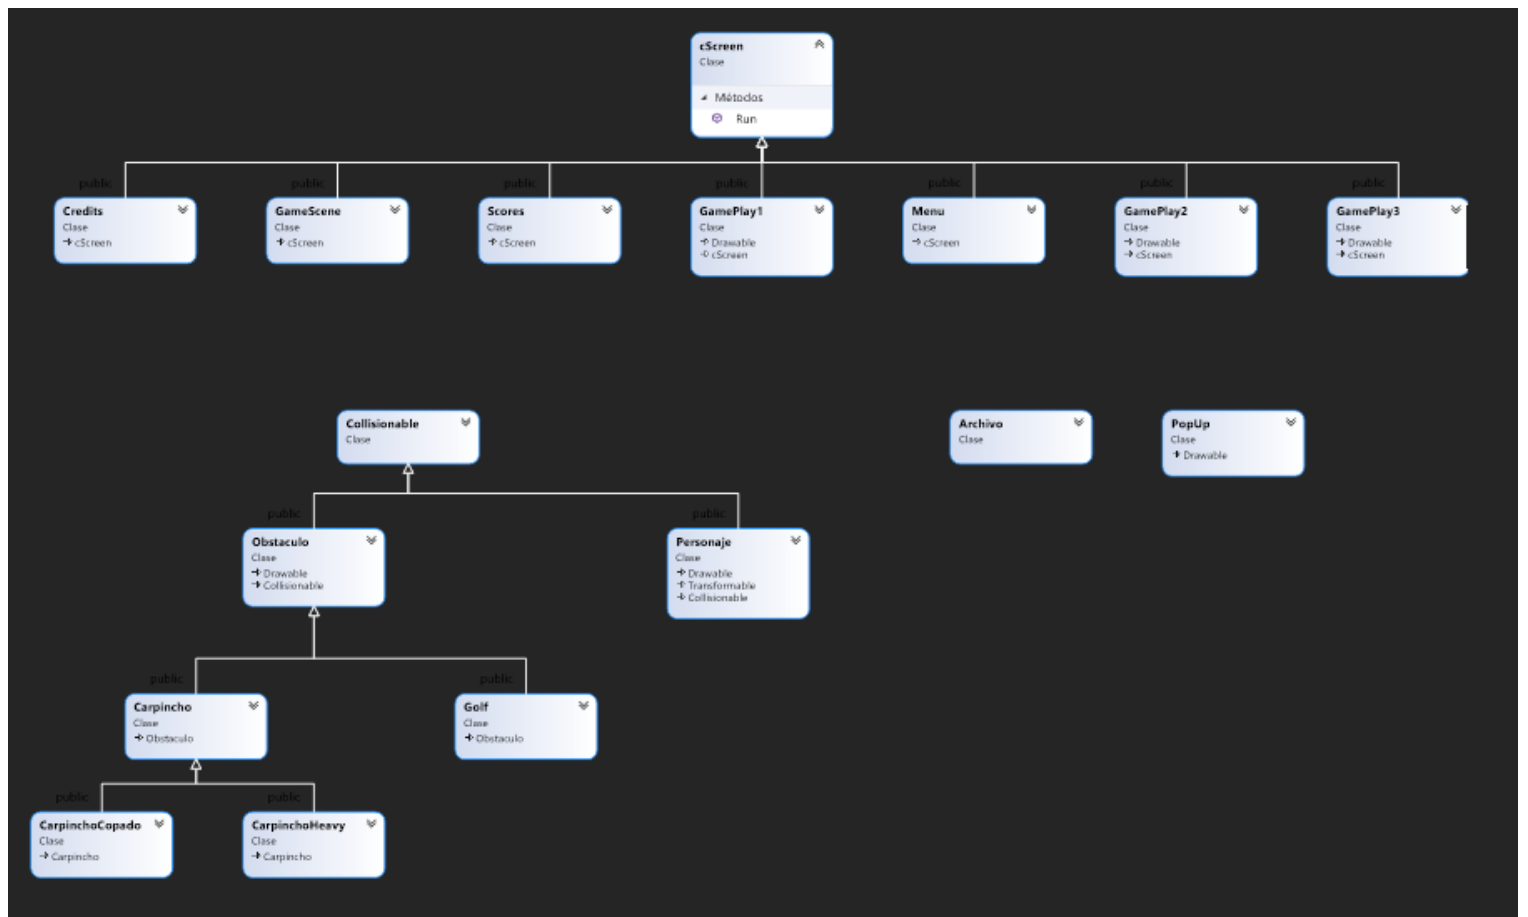 cScreen
Clase
Métodos
Run
public
public
public
public
public
public
public
Credits
Clase
cScreen
GameScene
Clase
cScreen
Scores
Clase
cScreen
GamePlay1
Clase
Drawable
cScreen
Menu
Clase
cScreen
GamePlay2
Clase
Drawable
cScreen
GamePlay3
Clase
Drawable
cScreen
Collisionable
Clase
Archivo
Clase
PopUp
Clase
Drawable
public
public
Obstaculo
Clase
Drawable
Collisionable
Personaje
Clase
Drawable
Transformable
Collisionable
public
public
Carpincho
Clase
Obstaculo
Golf
Clase
Obstaculo
public
public
CarpinchoCopado
Clase
Carpincho
CarpinchoHeavy
Clase
Carpincho